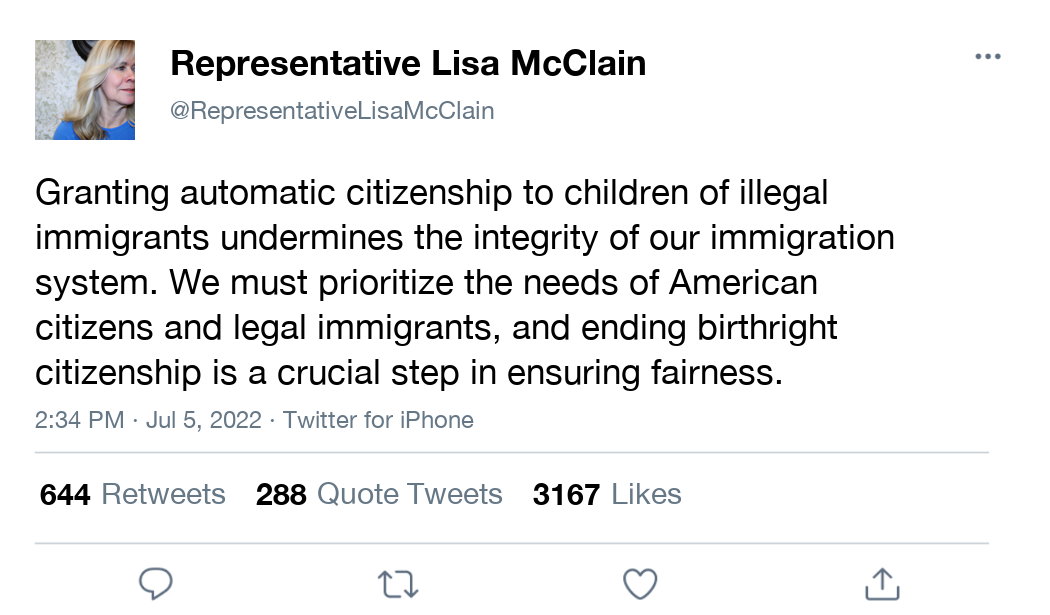 Representative Lisa McClain
@RepresentativeLisaMcClain
Granting automatic citizenship to children of illegal
immigrants undermines the integrity of our immigration
system. We must prioritize the needs of American
citizens and legal immigrants, and ending birthright
citizenship is a crucial step in ensuring fairness.
2:34 PM · Jul 5, 2022 · Twitter for iPhone
644 Retweets 288 Quote Tweets 3167 Likes